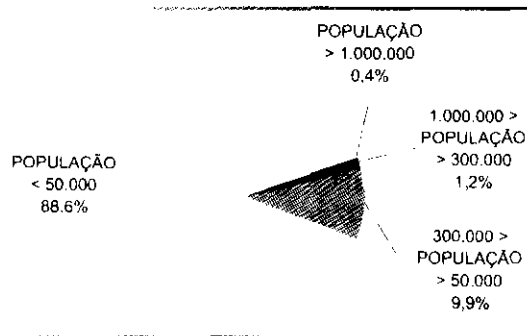 POPULAÇÃO
> 1.000.000
0,4%
1.000.000 >
POPULAÇÃO
> 300.000
1,2%
POPULAÇÃO
< 50.000
88.6%
300.000 >
POPULAÇÃO
> 50.000
9,9%